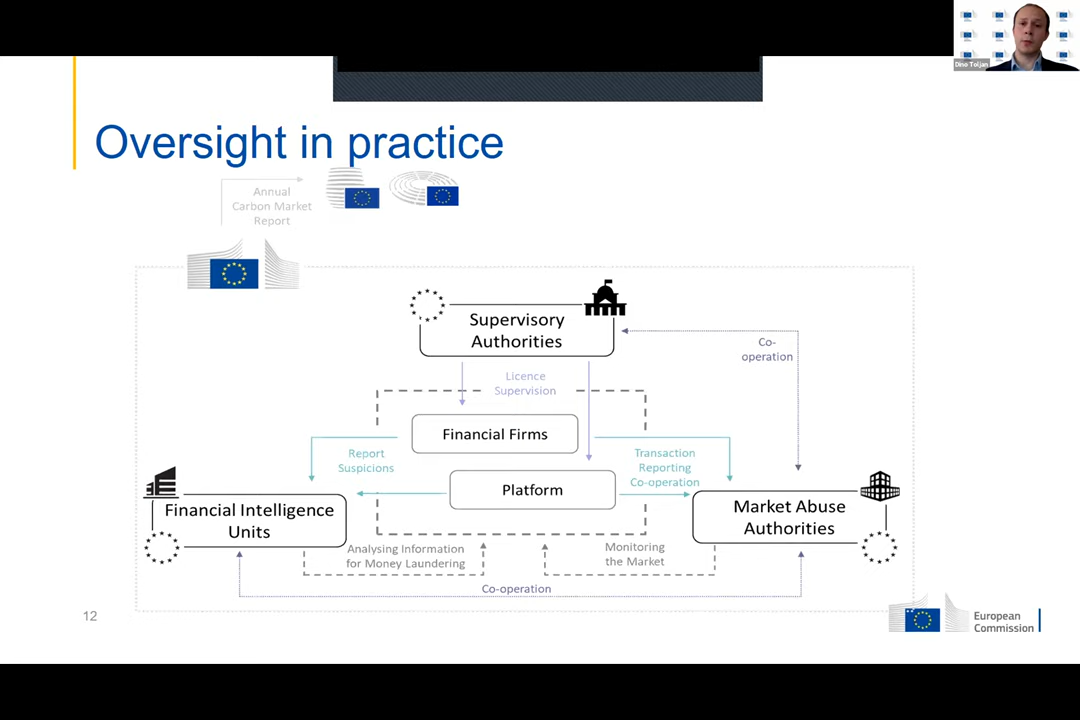 Dino Toljan
Oversight in practice
Annual
Carbon Market
Report
Supervisory
Authorities
Co-
operation
Licence
Supervision
Financial Firms
Report
Suspicions
Transaction
Reporting
Co-operation
Platform
Financial Intelligence
Units
Market Abuse
Authorities
Analysing Information
for Money Laundering
Monitoring
the Market
Co-operation
12
European
Commission